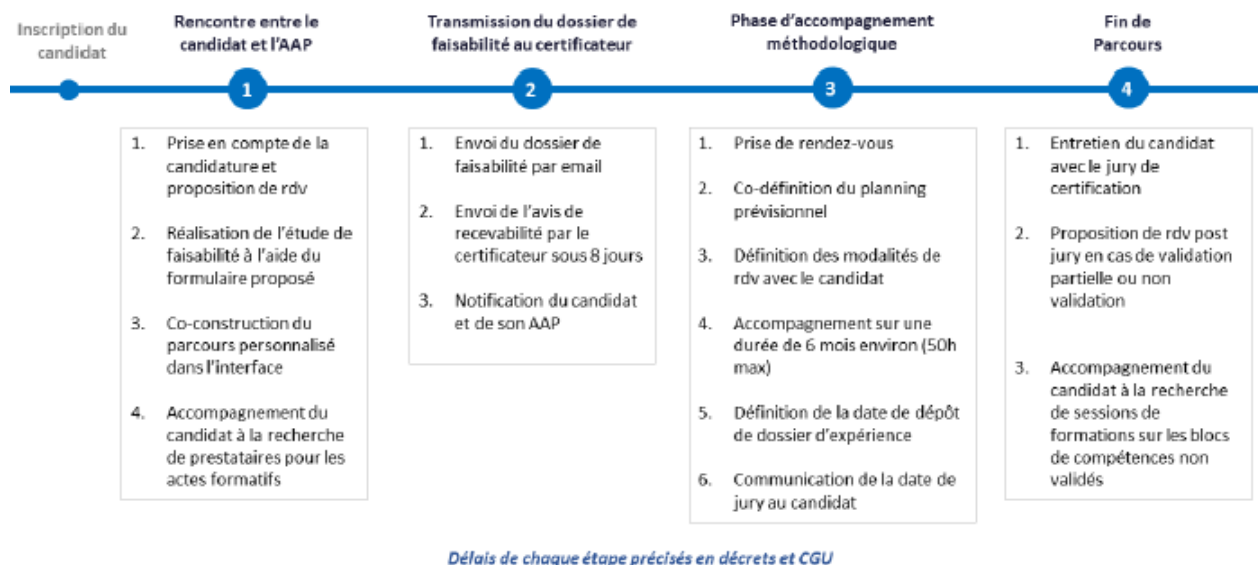 Inscription du
candidat
Rencontre entre le
candidat et l'AAP
Transmission du dossier de
faisabilité au certificateur
Phase d'accompagnement
méthodologique
Fin de
Parcours
1
2
3
4
1. Prise en compte de la
candidature et
proposition de rdv
2. Réalisation de l'étude de
faisabilité à l'aide du
formulaire proposé
3. Co-construction du
parcours personnalisé
dans l'interface
4. Accompagnement du
candidat à la recherche
de prestataires pour les
actes formatifs
1. Envoi du dossier de
faisabilité par email
2. Envoi de l'avis de
recevabilité par le
certificateur sous 8 jours
3. Notification du candidat
et de son AAP
1. Prise de rendez-vous
2. Co-définition du planning
prévisionnel
3. Définition des modalités de
rdv avec le candidat
4. Accompagnement sur une
durée de 6 mois environ (50h
max)
5. Définition de la date de dépôt
de dossier d'expérience
6. Communication de la date de
jury au candidat
1. Entretien du candidat
avec le jury de
certification
2. Proposition de rdv post
jury en cas de validation
partielle ou non
validation
3. Accompagnement du
candidat à la recherche
de sessions de
formations sur les blocs
de compétences non
validés
Délais de chaque étape précisés en décrets et CGU